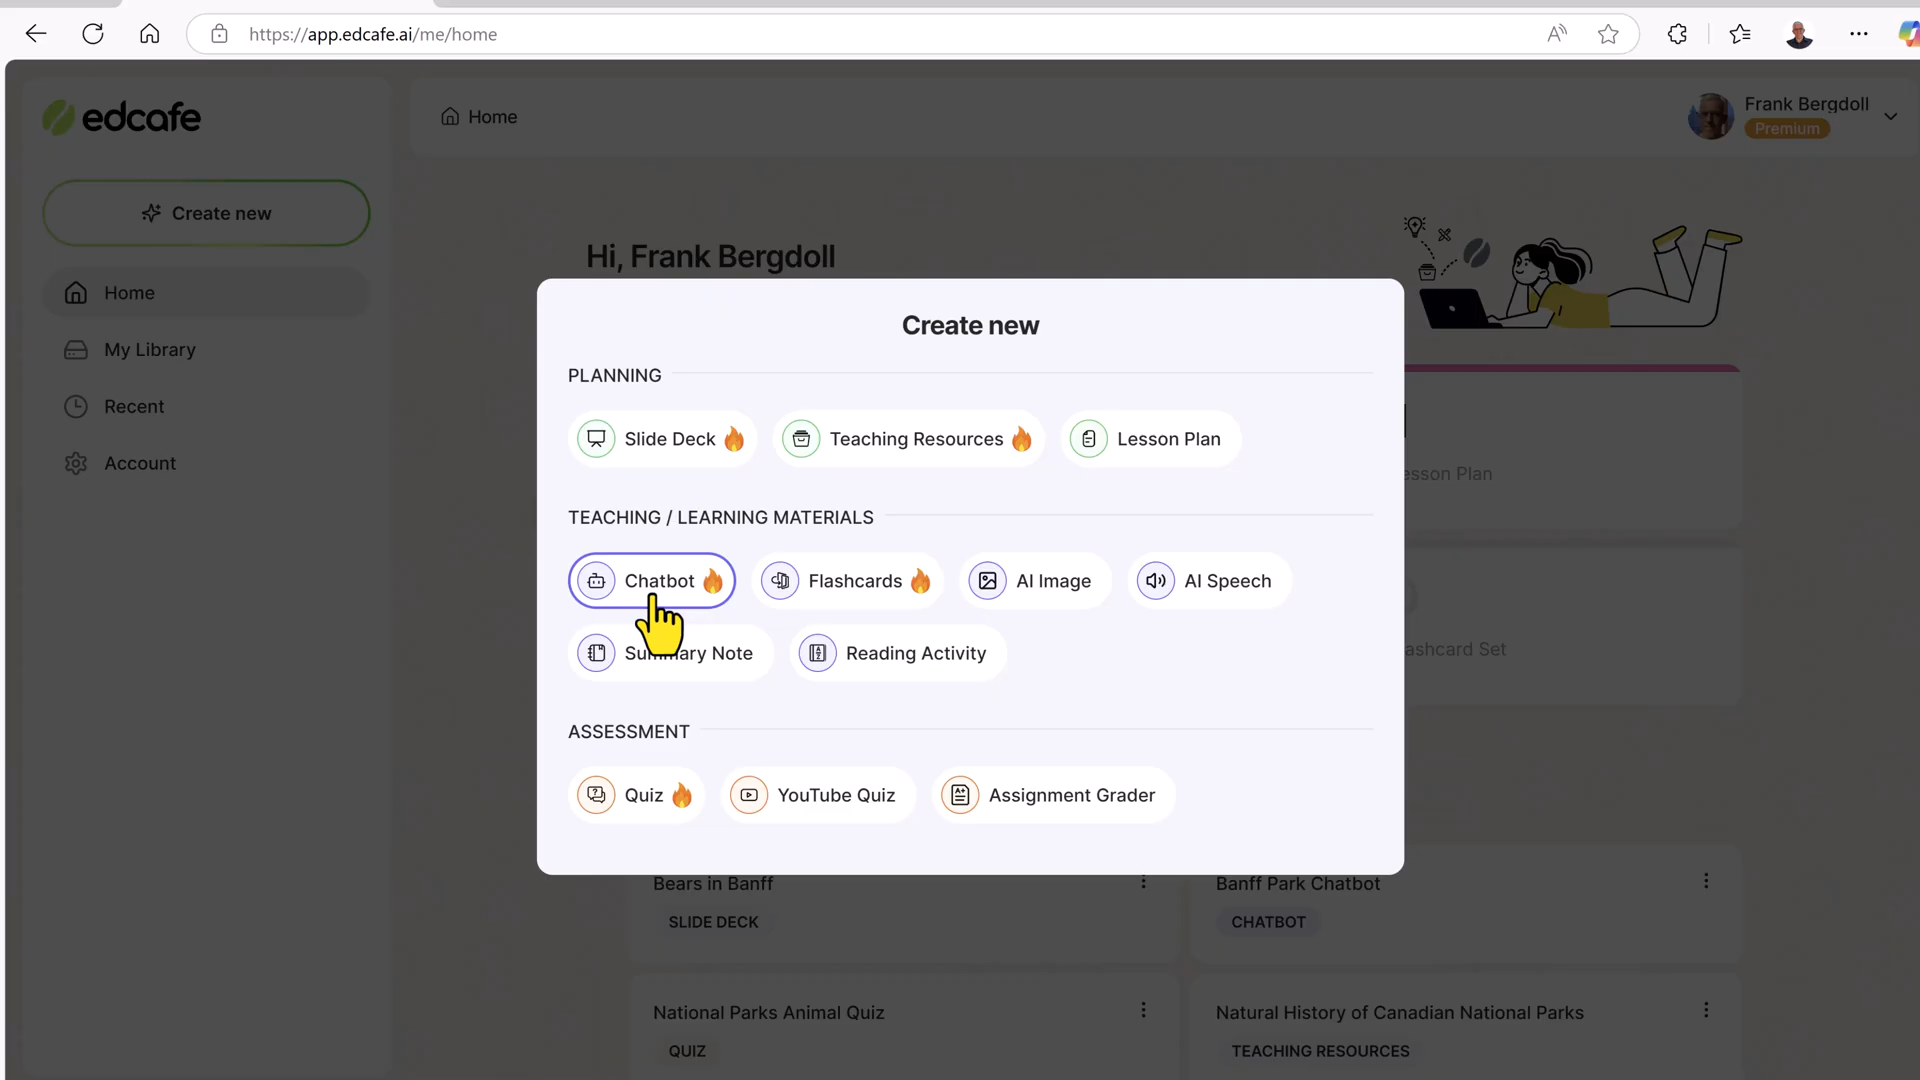 https://app.edcafe.ai/me/home
edcafe
Home
Frank Bergdoll
Premium
Create new
Hi, Frank Bergdoll
Home
My Library
Recent
Account
Create new
PLANNING
Slide Deck
Teaching Resources
Lesson Plan
esson Plan
TEACHING / LEARNING MATERIALS
Chatbot
Flashcards
AI Image
AI Speech
Summary Note
Reading Activity
ashcard Set
ASSESSMENT
Quiz
YouTube Quiz
Assignment Grader
Bears in Banff
SLIDE DECK
Banff Park Chatbot
CHATBOT
National Parks Animal Quiz
QUIZ
Natural History of Canadian National Parks
TEACHING RESOURCES